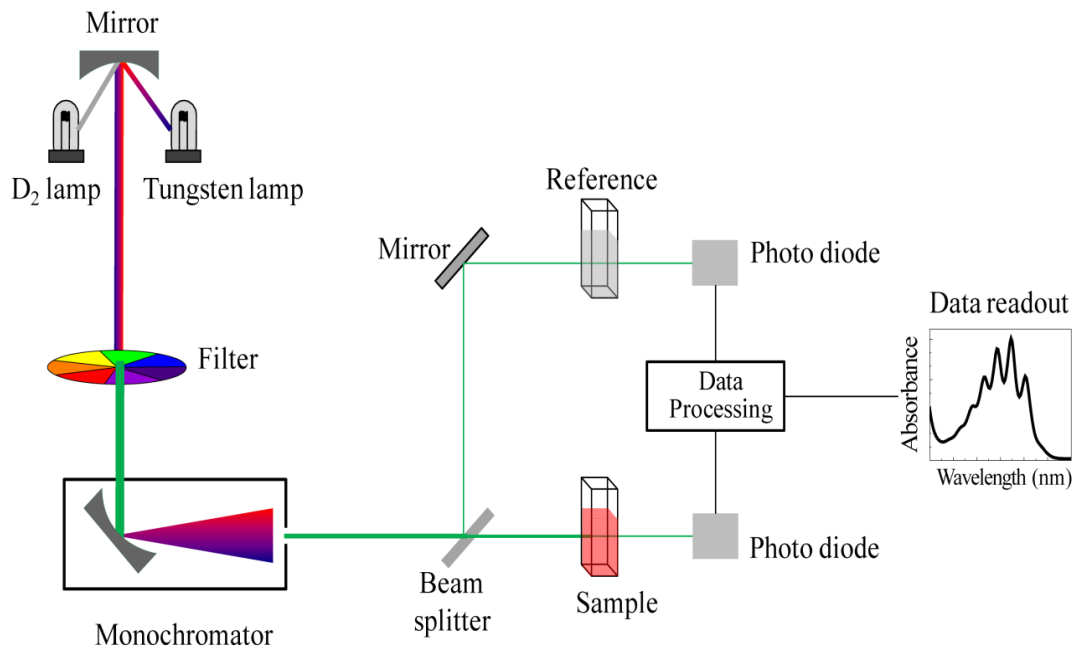 Mirror
D₂ lamp
Tungsten lamp
Filter
Monochromator
Beam
splitter
Mirror
Reference
Sample
Photo diode
Photo diode
Data
Processing
Data readout
Absorbance
Wavelength (nm)